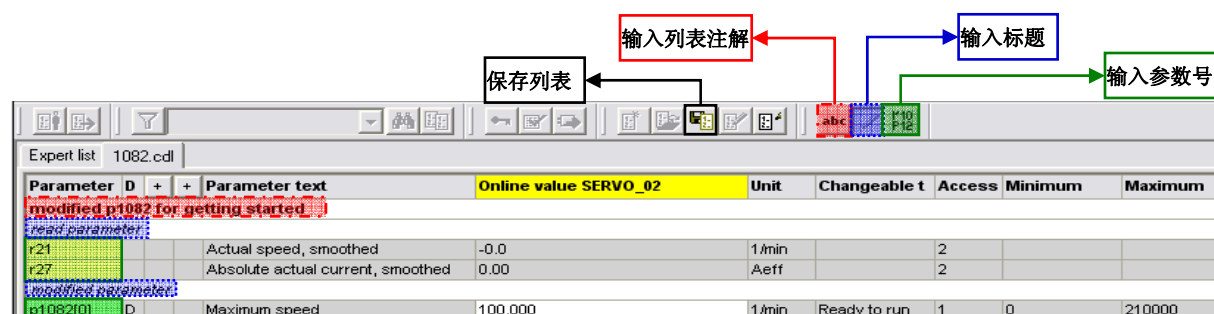 输入列表注解
输入标题
保存列表
输入参数号
abc
r10
p12
Expert list 1082.cdl
Parameter D + + Parameter text Online value SERVO_02 Unit Changeable t Access Minimum Maximum
modified p1082 for getting started
read parameter
r21 Actual speed, smoothed -0.0 1/min 2
r27 Absolute actual current, smoothed 0.00 Aeff 2
modified parameter
p1082[0] D Maximum speed 100.000 1/min Ready to run 1 0 210000